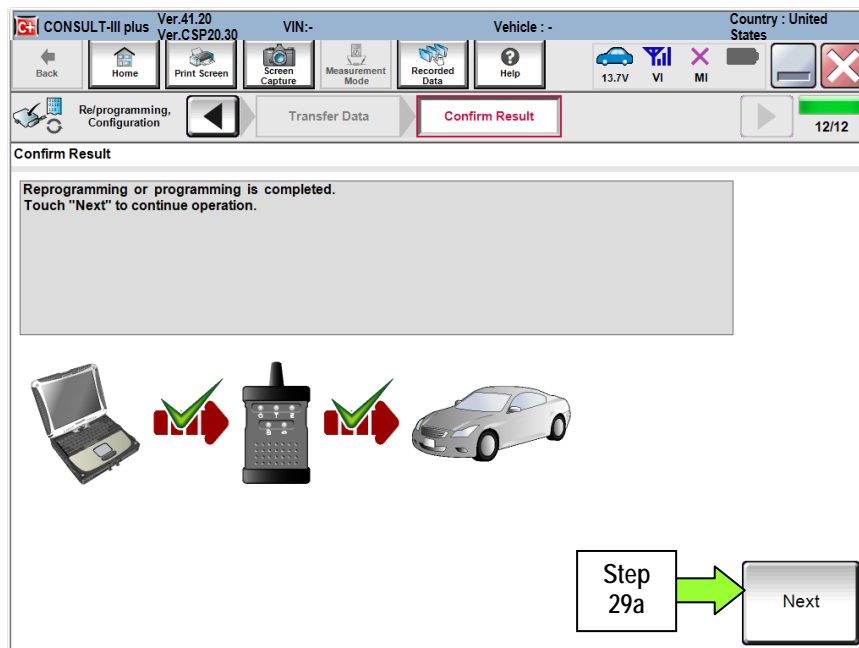 C+ CONSULT-III plus Ver.41.20 VIN:- Vehicle : - Country : United
Ver.CSP20.30 States
Back Home Print Screen Screen Capture Measurement Mode Recorded Data Help 13.7V VI MI
Re/programming, Configuration Transfer Data Confirm Result 12/12
Confirm Result
Reprogramming or programming is completed.
Touch "Next" to continue operation.
Step
29a
Next